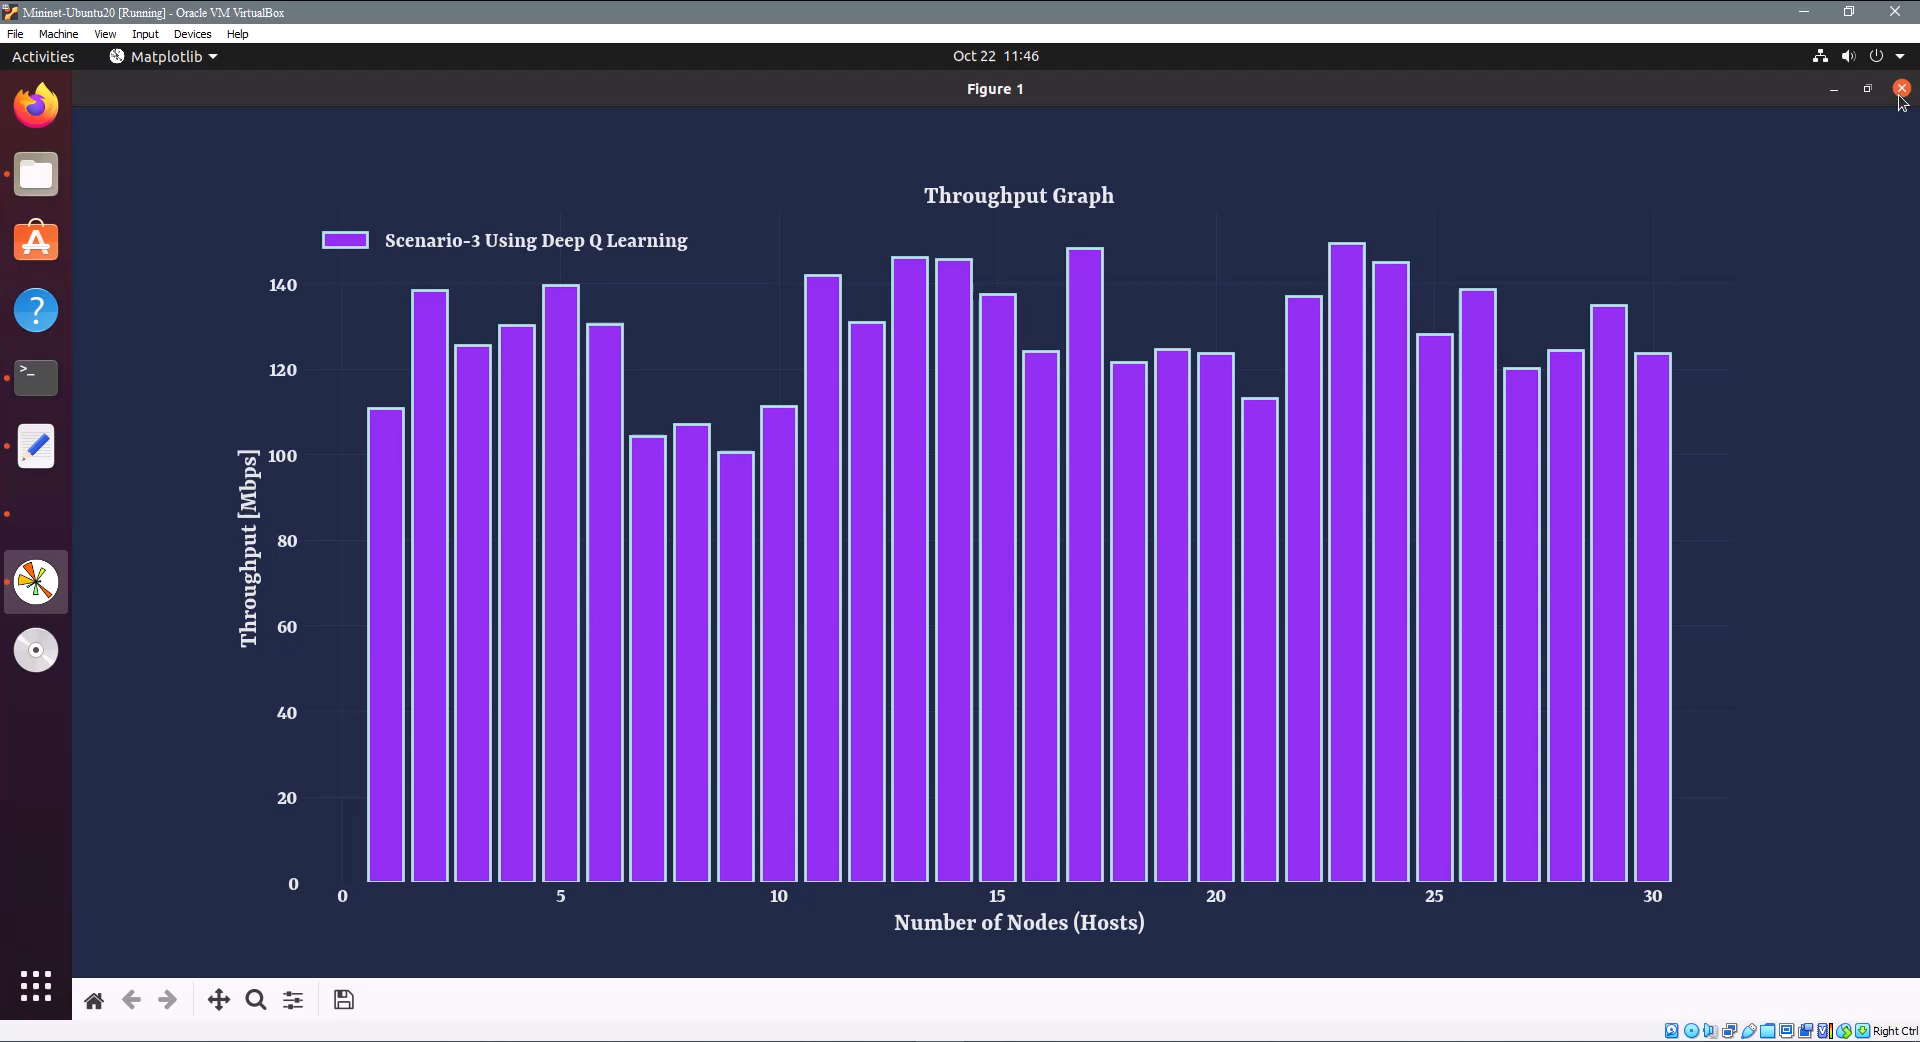 Mininet-Ubuntu20 [Running] - Oracle VM VirtualBox
File Machine View Input Devices Help
Activities Matplotlib Oct 22 11:46
Figure 1
Throughput Graph
Scenario-3 Using Deep Q Learning
140
120
100
80
60
40
20
0
Throughput [Mbps]
0 5 10 15 20 25 30
Number of Nodes (Hosts)
Right Ctrl